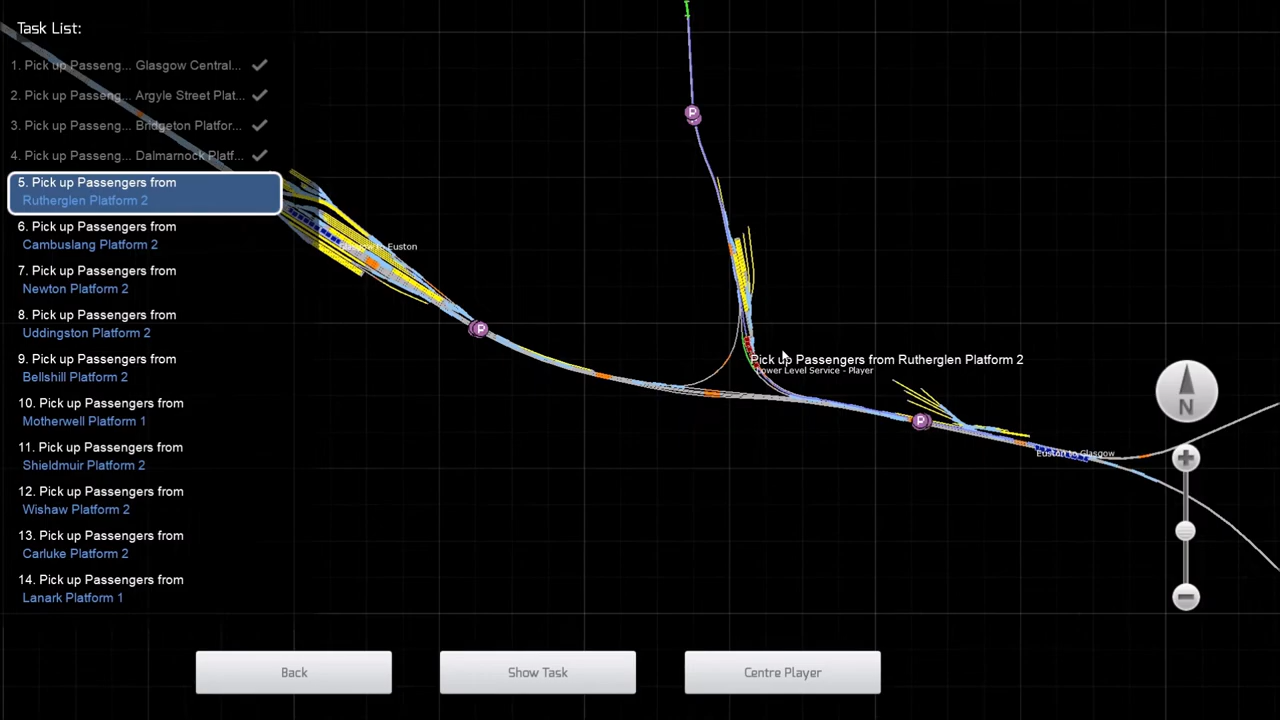 Task List:
1. Pick up Passeng... Glasgow Central...
2. Pick up Passeng... Argyle Street Plat...
3. Pick up Passeng... Bridgeton Platfor...
4. Pick up Passeng... Dalmarnock Platf...
5. Pick up Passengers from
Rutherglen Platform 2
6. Pick up Passengers from
Cambuslang Platform 2
7. Pick up Passengers from
Newton Platform 2
8. Pick up Passengers from
Uddingston Platform 2
9. Pick up Passengers from
Bellshill Platform 2
10. Pick up Passengers from
Motherwell Platform 1
11. Pick up Passengers from
Shieldmuir Platform 2
12. Pick up Passengers from
Wishaw Platform 2
13. Pick up Passengers from
Carluke Platform 2
14. Pick up Passengers from
Lanark Platform 1
P
Euston
P
Pick up Passengers from Rutherglen Platform 2
Lower Level Service - Player
P
Euston to Glasgow
N
Back
Show Task
Centre Player